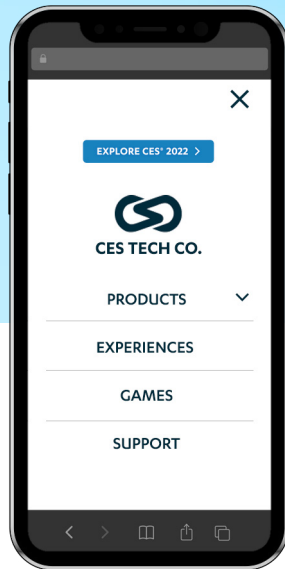 EXPLORE CES® 2022 >
CES TECH CO.
PRODUCTS
EXPERIENCES
GAMES
SUPPORT